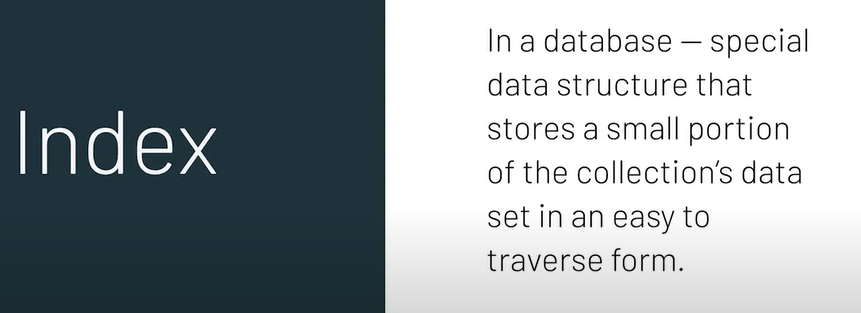 Index
In a database — special
data structure that
stores a small portion
of the collection’s data
set in an easy to
traverse form.